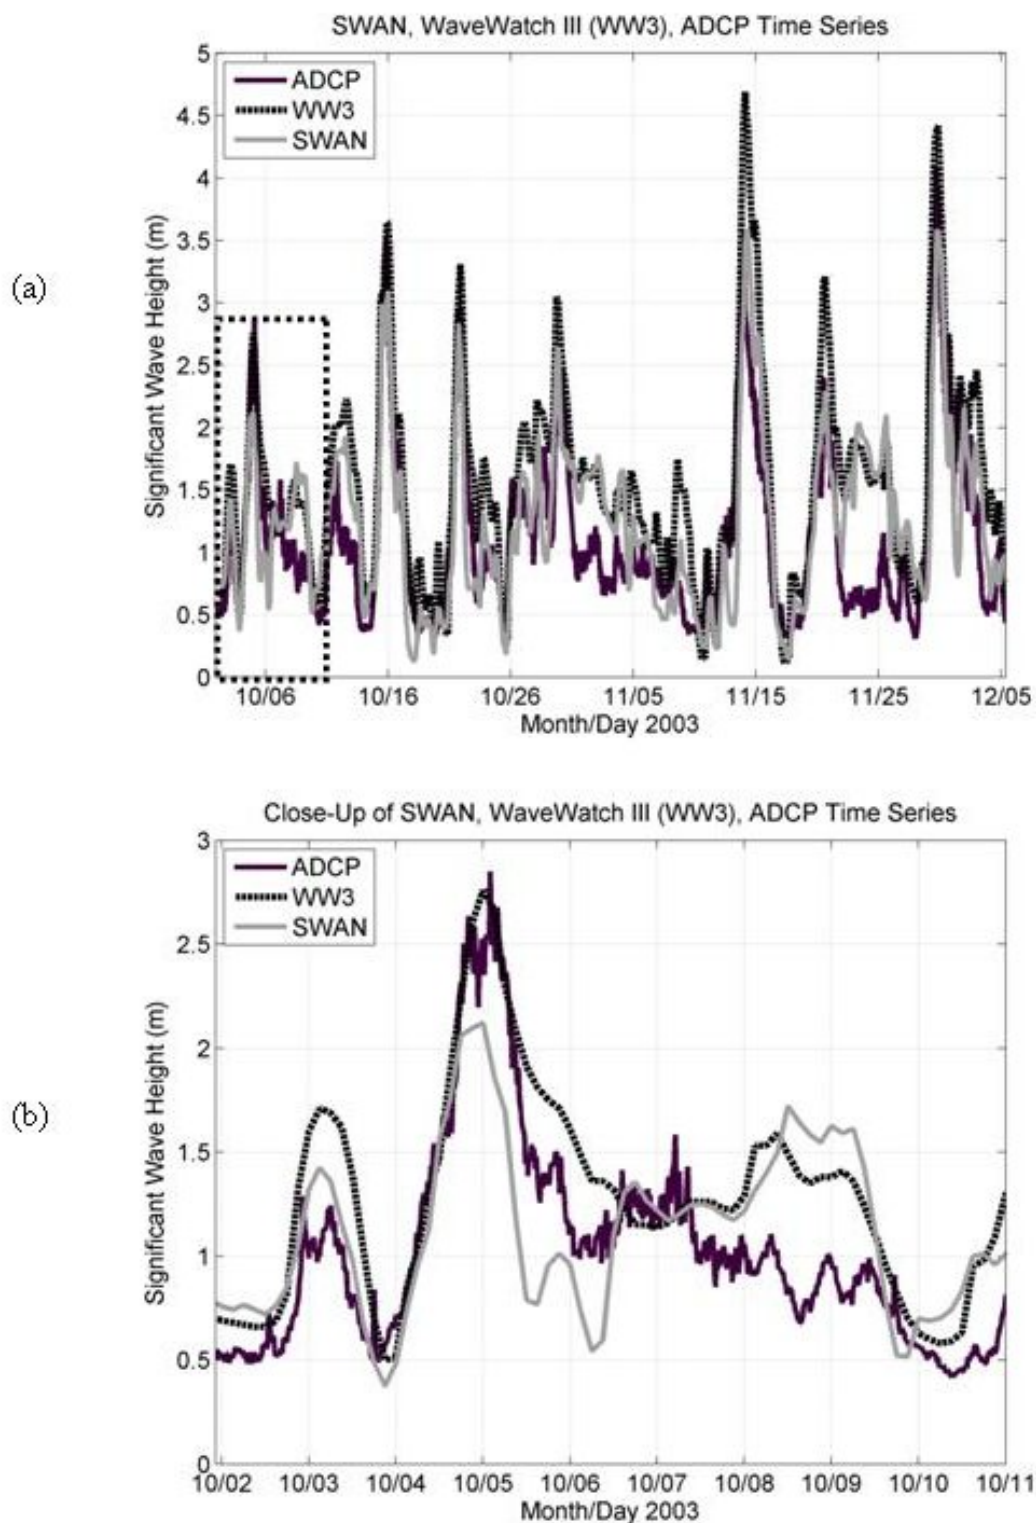 SWAN, WaveWatch III (WW3), ADCP Time Series
5
4.5
4
3.5
3
2.5
2
1.5
1
0.5
0
ADCP
WW3
SWAN
Significant Wave Height (m)
(a)
10/06 10/16 10/26 11/05 11/15 11/25 12/05
Month/Day 2003
Close-Up of SWAN, WaveWatch III (WW3), ADCP Time Series
3
2.5
2
1.5
1
0.5
0
ADCP
WW3
SWAN
Significant Wave Height (m)
(b)
10/02 10/03 10/04 10/05 10/06 10/07 10/08 10/09 10/10 10/11
Month/Day 2003